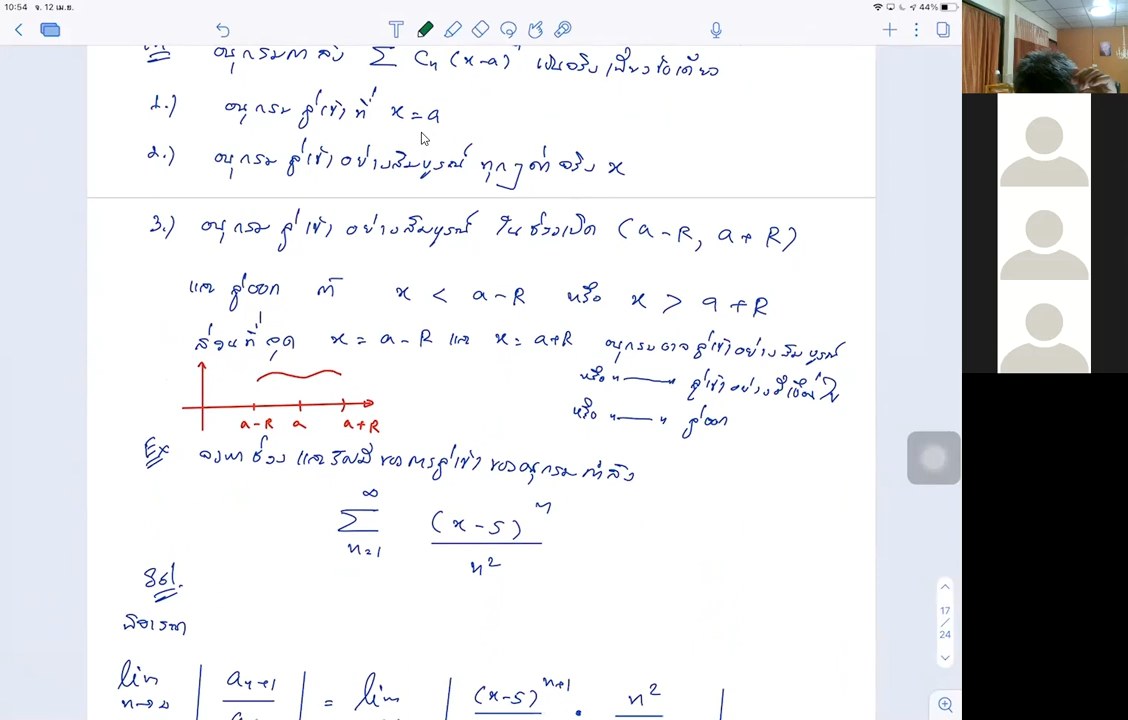 10:54 จ. 12 เม.ย. 44%
อนุกรมกำลัง Σ Cₙ (x-a)ⁿ เป็นจริงเพียงข้อเดียว
1.) อนุกรม ลู่เข้า ที่ x = a
2.) อนุกรม ลู่เข้า อย่างสัมบูรณ์ ทุกๆ ค่า จริง x
3.) อนุกรม ลู่เข้า อย่างสัมบูรณ์ ในช่วงเปิด (a-R, a+R)
และ ลู่ออก ถ้า x < a-R หรือ x > a+R
ส่วนที่จุด x = a-R และ x = a+R อนุกรมอาจลู่เข้าอย่างสัมบูรณ์
หรือ " —— ลู่เข้าอย่างมีเงื่อนไข
หรือ " —— " ลู่ออก
a-R a a+R
Ex จงหาช่วง และรัศมี ของการลู่เข้า ของอนุกรมกำลัง
∞
Σ (x-5)ⁿ
n=1 n²
Sol.
พิจารณา
lim | aₙ₊₁ | = lim | (x-5)ⁿ⁺¹ · n² |
n→∞
17
/
24